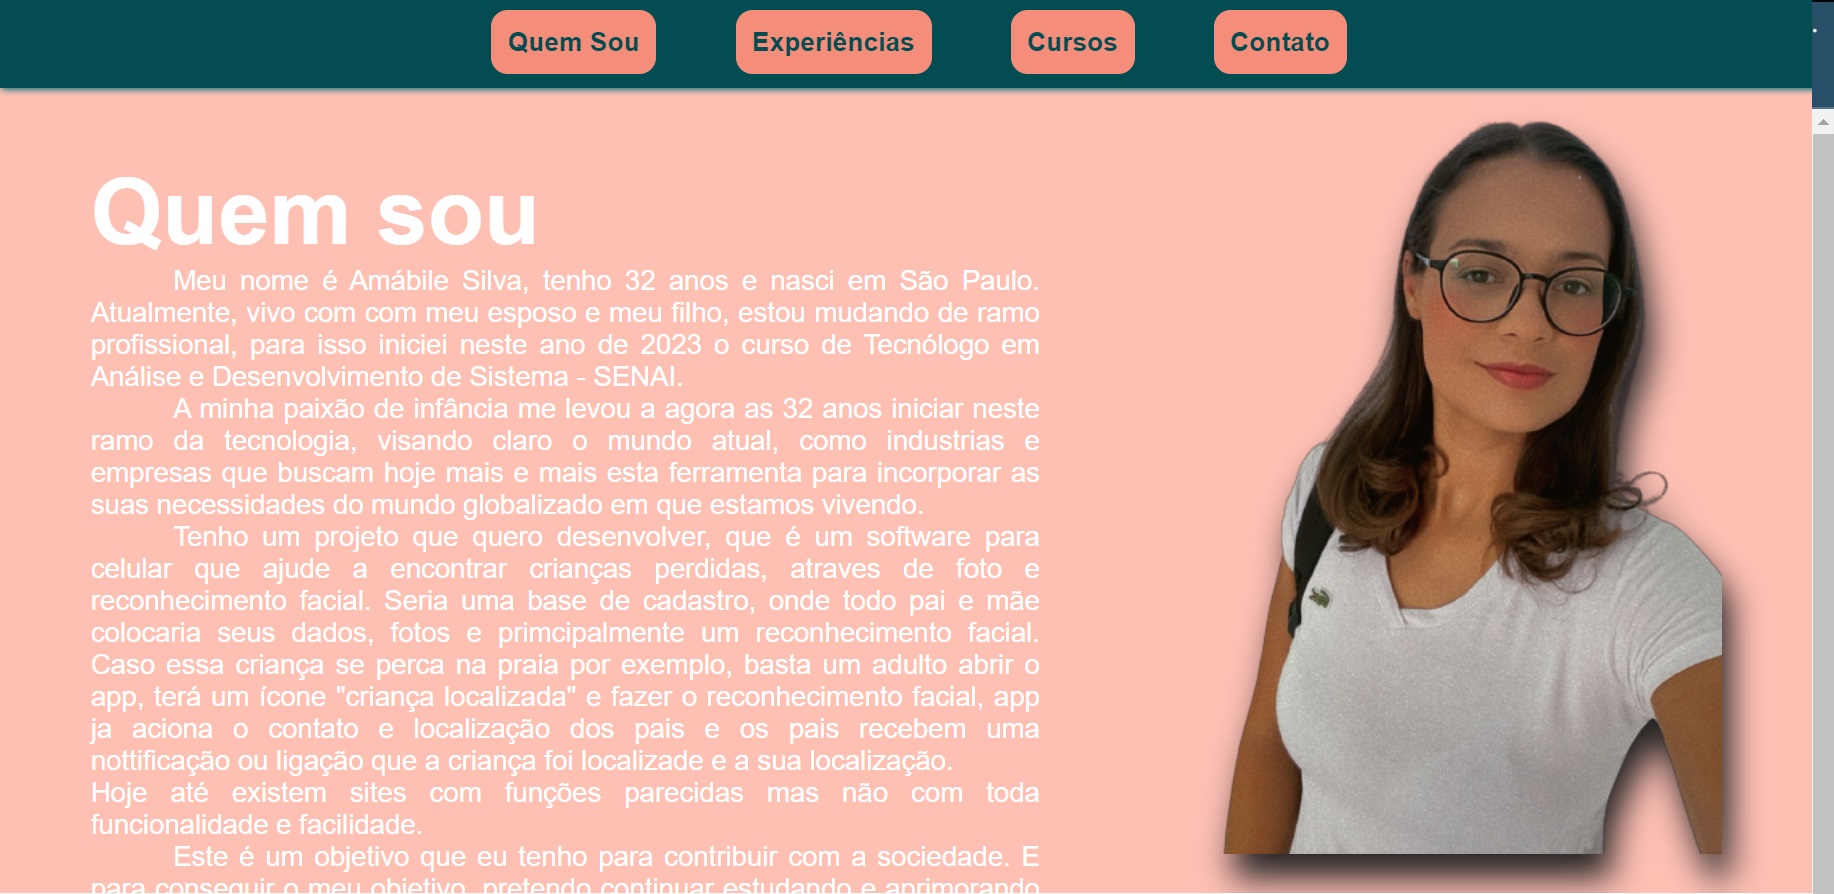 Quem Sou Experiências Cursos Contato
Quem sou
Meu nome é Amábile Silva, tenho 32 anos e nasci em São Paulo.
Atualmente, vivo com com meu esposo e meu filho, estou mudando de ramo
profissional, para isso iniciei neste ano de 2023 o curso de Tecnólogo em
Análise e Desenvolvimento de Sistema - SENAI.
A minha paixão de infância me levou a agora as 32 anos iniciar neste
ramo da tecnologia, visando claro o mundo atual, como industrias e
empresas que buscam hoje mais e mais esta ferramenta para incorporar as
suas necessidades do mundo globalizado em que estamos vivendo.
Tenho um projeto que quero desenvolver, que é um software para
celular que ajude a encontrar crianças perdidas, atraves de foto e
reconhecimento facial. Seria uma base de cadastro, onde todo pai e mãe
colocaria seus dados, fotos e primcipalmente um reconhecimento facial.
Caso essa criança se perca na praia por exemplo, basta um adulto abrir o
app, terá um ícone "criança localizada" e fazer o reconhecimento facial, app
ja aciona o contato e localização dos pais e os pais recebem uma
nottificação ou ligação que a criança foi localizade e a sua localização.
Hoje até existem sites com funções parecidas mas não com toda
funcionalidade e facilidade.
Este é um objetivo que eu tenho para contribuir com a sociedade. E
para conseguir o meu objetivo, pretendo continuar estudando e aprimorando